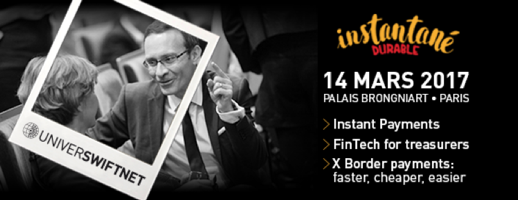 instantané
DURABLE
14 MARS 2017
PALAIS BRONGNIART • PARIS
> Instant Payments
> FinTech for treasurers
> X Border payments:
faster, cheaper, easier
UNIVERSWIFTNET